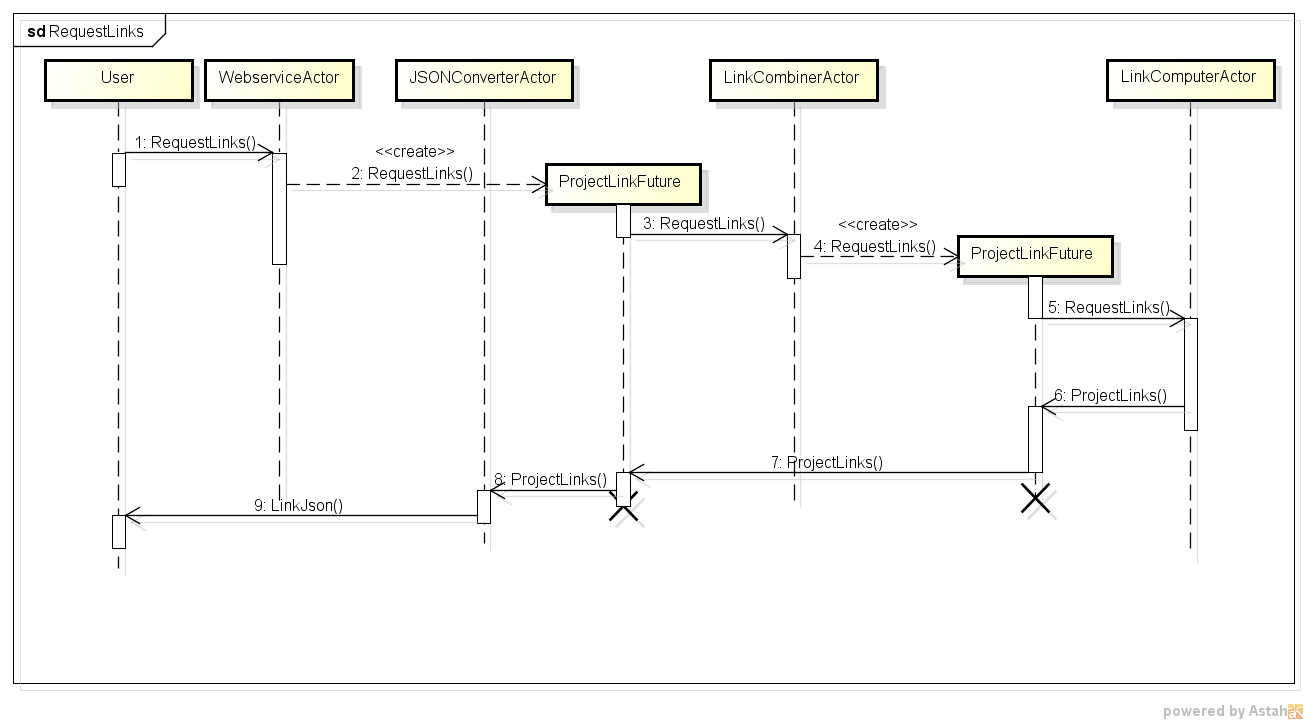 sd RequestLinks
User
WebserviceActor
JSONConverterActor
LinkCombinerActor
LinkComputerActor
1: RequestLinks()
<<create>>
2: RequestLinks()
ProjectLinkFuture
3: RequestLinks()
<<create>>
4: RequestLinks()
ProjectLinkFuture
5: RequestLinks()
6: ProjectLinks()
7: ProjectLinks()
8: ProjectLinks()
9: LinkJson()
powered by Astah